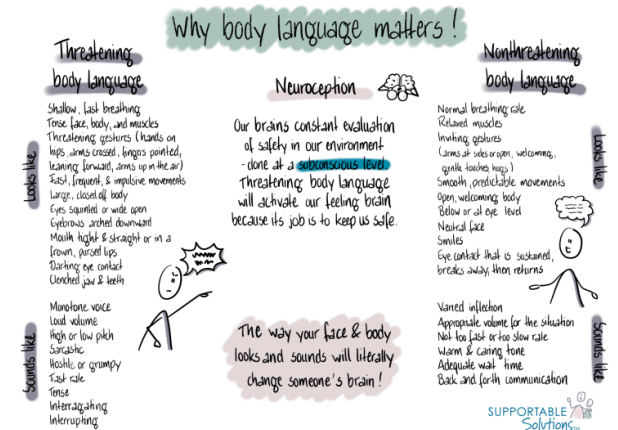 Why body language matters!
Threatening
body language
Looks like
Shallow, fast breathing
Tense face, body, and muscles
Threatening gestures (hands on
hips, arms crossed, fingers pointed,
leaning forward, arms up in the air)
Fast, frequent, & impulsive movements
Large, closed off body
Eyes squinted or wide open
Eyebrows arched downward
Mouth tight & straight or in a
frown, pursed lips
Darting eye contact
Clenched jaw & teeth
Sounds like
Monotone voice
Loud volume
High or low pitch
Sarcastic
Hostile or grumpy
Fast rate
Tense
Interragating
Interrupting
Neuroception
Our brains constant evaluation
of safety in our environment
- done at a subconscious level.
Threatening body language
will activate our feeling brain
because its job is to keep us safe.
The way your face & body
looks and sounds will literally
change someone's brain!
Nonthreatening
body language
Looks like
Normal breathing rate
Relaxed muscles
Inviting gestures
(arms at sides or open, welcoming,
gentle touches, hugs)
Smooth, predictable movements
Open, welcoming body
Below or at eye level
Neutral face
Smiles
Eye contact that is sustained,
breaks away, then returns
Sounds like
Varied inflection
Appropriate volume for the situation
Not too fast or too slow rate
Warm & caring tone
Adequate wait time
Back and forth communication
SUPPORTABLE
Solutions